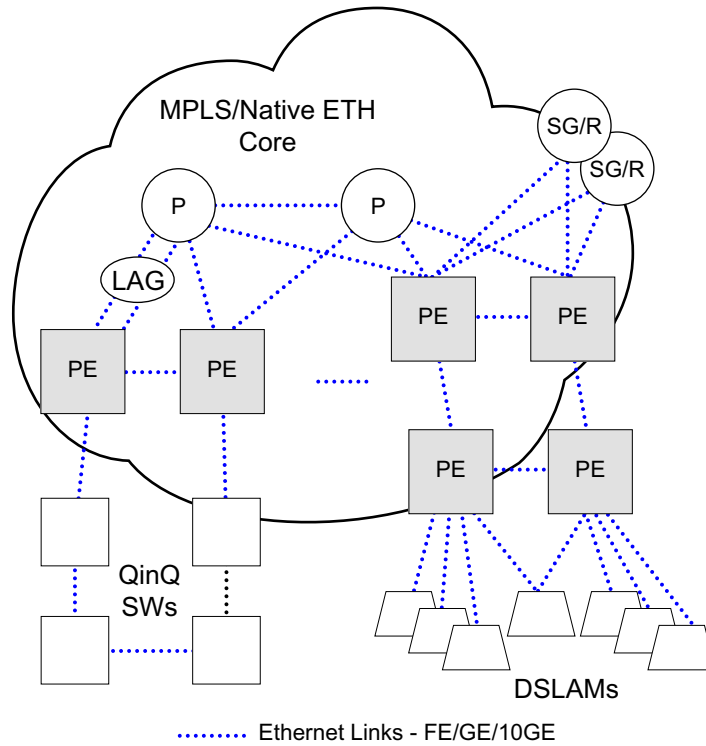 MPLS/Native ETH
Core
SG/R
SG/R
P
P
LAG
PE
PE
PE
PE
PE
PE
QinQ
SWs
DSLAMs
Ethernet Links - FE/GE/10GE